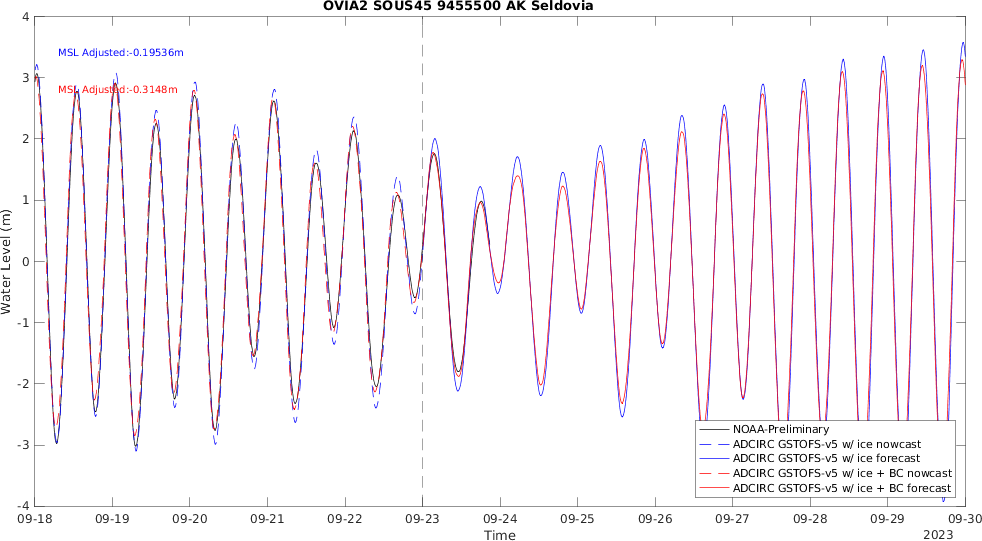 OVIA2 SOUS45 9455500 AK Seldovia
MSL Adjusted:-0.19536m
MSL Adjusted:-0.3148m
Water Level (m)
4
3
2
1
0
-1
-2
-3
-4
NOAA-Preliminary
ADCIRC GSTOFS-v5 w/ ice nowcast
ADCIRC GSTOFS-v5 w/ ice forecast
ADCIRC GSTOFS-v5 w/ ice + BC nowcast
ADCIRC GSTOFS-v5 w/ ice + BC forecast
09-18 09-19 09-20 09-21 09-22 09-23 09-24 09-25 09-26 09-27 09-28 09-29 09-30
Time
2023